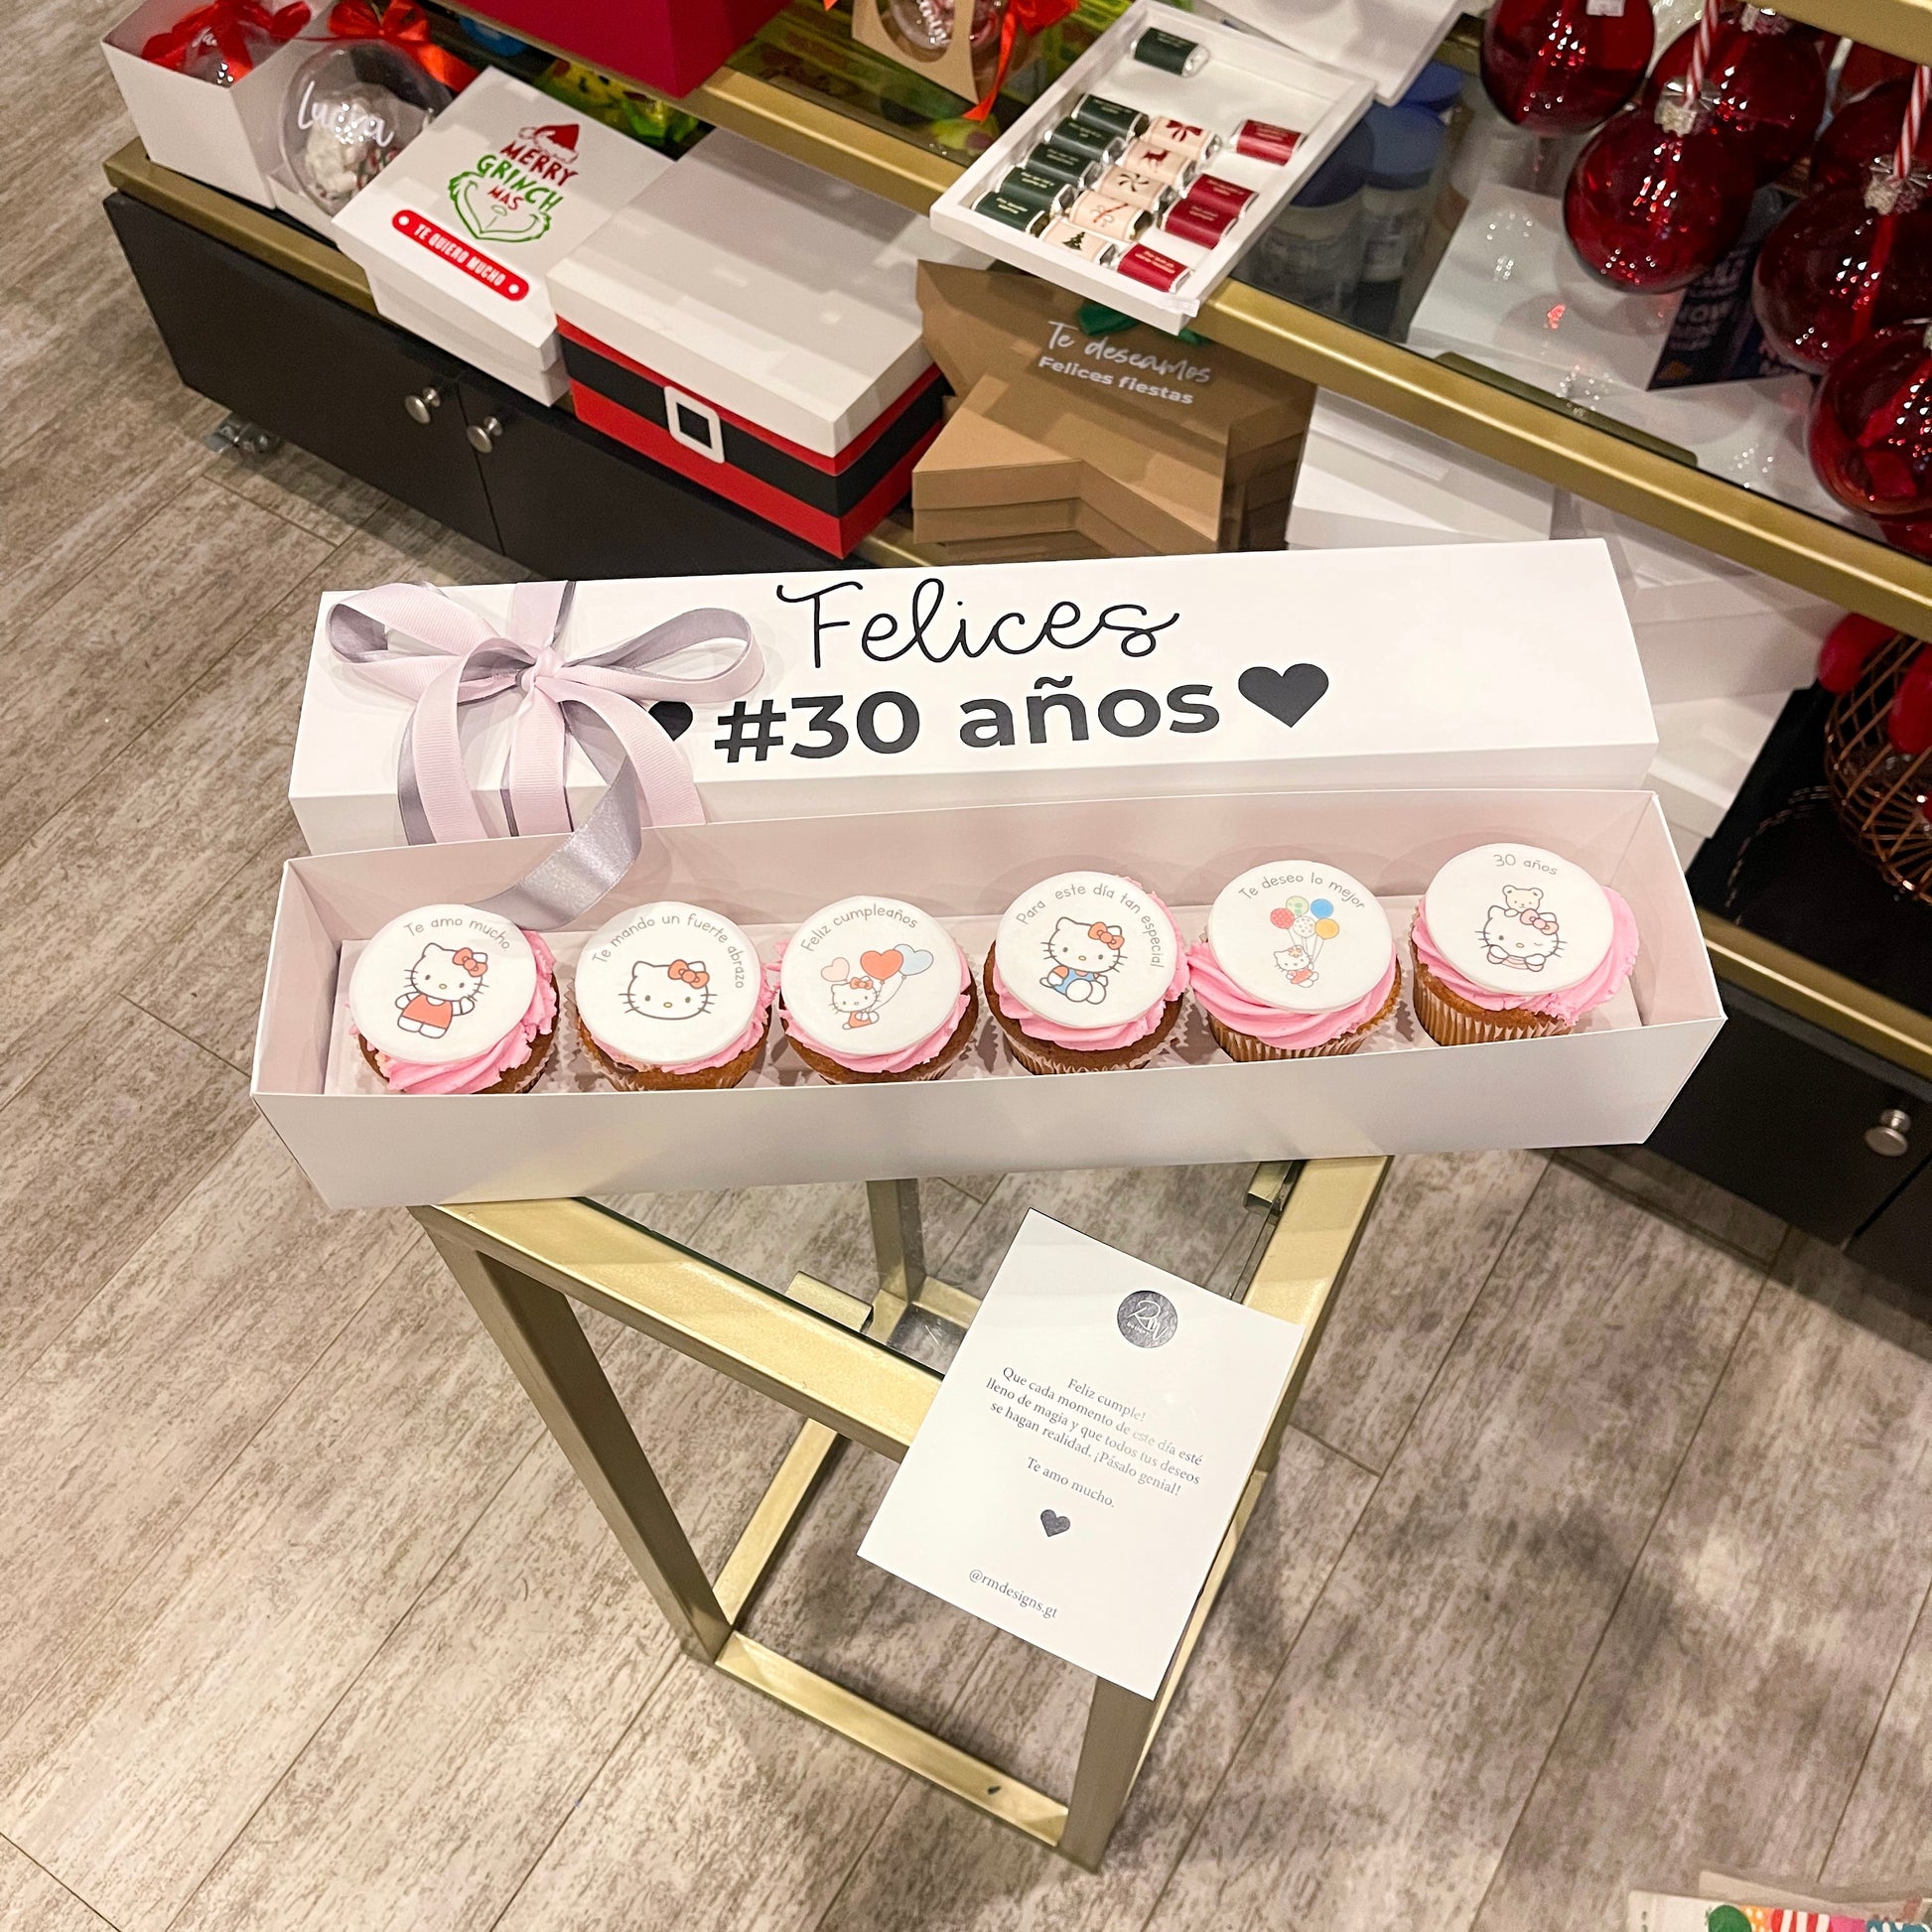 Lucca
MERRY
GRINCH
MAS
TE QUIERO MUCHO
Te deseamos
Felices fiestas
Felices
#30 años
Te amo mucho
Te mando un fuerte abrazo
Feliz cumpleaños
Para este día tan especial
Te deseo lo mejor
30 años
Feliz cumple!
Que cada momento de este día esté
lleno de magia y que todos tus deseos
se hagan realidad. ¡Pásalo genial!
Te amo mucho.
@rmdesigns.gt